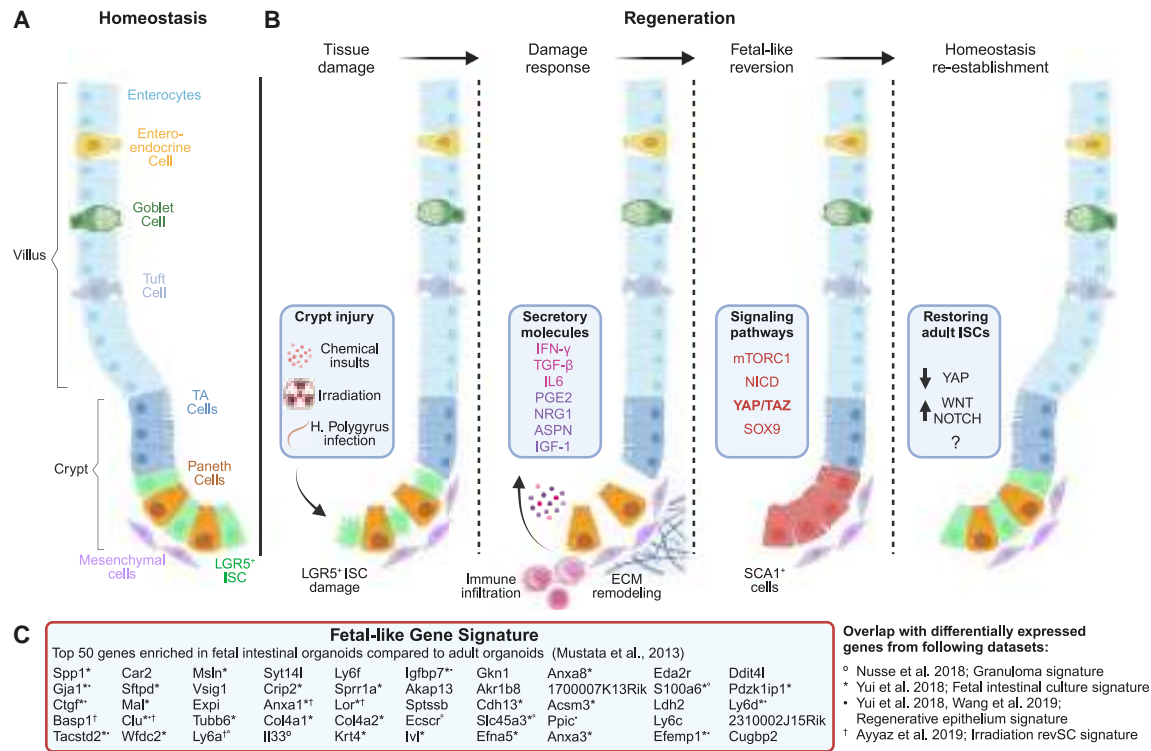 A
Homeostasis
B
Regeneration
Tissue
damage
Damage
response
Fetal-like
reversion
Homeostasis
re-establishment
Enterocytes
Entero-
endocrine
Cell
Goblet
Cell
Villus
Tuft
Cell
TA
Cells
Crypt
Paneth
Cells
Mesenchymal
cells
LGR5⁺
ISC
Crypt injury
Chemical
insults
Irradiation
H. Polygyrus
infection
LGR5⁺ ISC
damage
Secretory
molecules
IFN-γ
TGF-β
IL6
PGE2
NRG1
ASPN
IGF-1
Immune
infiltration
ECM
remodeling
Signaling
pathways
mTORC1
NICD
YAP/TAZ
SOX9
SCA1⁺
cells
Restoring
adult ISCs
YAP
WNT
NOTCH
?
C
Fetal-like Gene Signature
Top 50 genes enriched in fetal intestinal organoids compared to adult organoids (Mustata et al., 2013)
Spp1* Car2 Msln* Syt14l Ly6f Igfbp7*• Gkn1 Anxa8* Eda2r Ddit4l
Gja1*• Sftpd* Vsig1 Crip2* Sprr1a* Akap13 Akr1b8 1700007K13Rik S100a6*º Pdzk1ip1*
Ctgf*• Mal* Expi Anxa1*† Lor*† Sptssb Cdh13* Acsm3* Ldh2 Ly6d*•
Basp1† Clu*•† Tubb6* Col4a1* Col4a2* Ecscrº Slc45a3*º Ppic• Ly6c 2310002J15Rik
Tacstd2*• Wfdc2* Ly6a†º Il33º Krt4* Ivl* Efna5* Anxa3* Efemp1*• Cugbp2
Overlap with differentially expressed
genes from following datasets:
º Nusse et al. 2018; Granuloma signature
* Yui et al. 2018; Fetal intestinal culture signature
• Yui et al. 2018, Wang et al. 2019;
Regenerative epithelium signature
† Ayyaz et al. 2019; Irradiation revSC signature